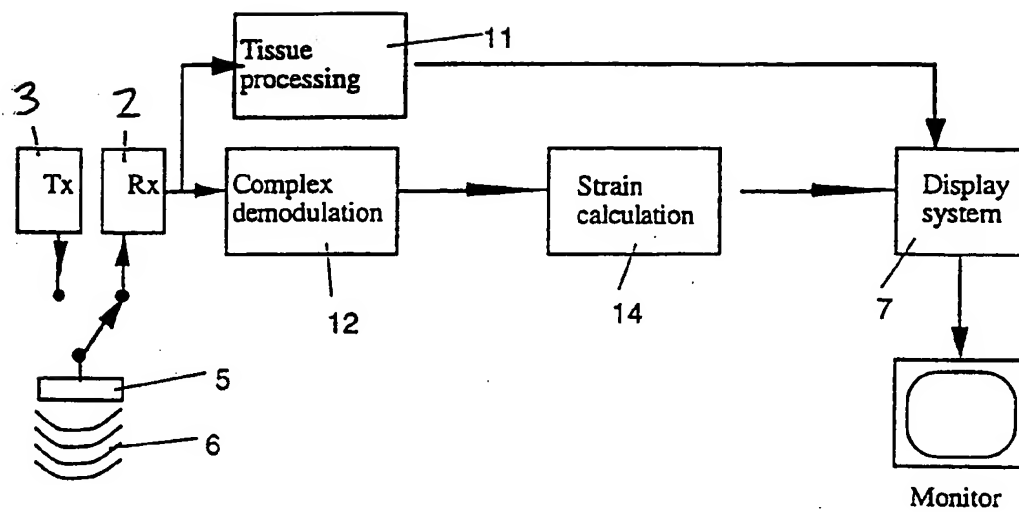 11
Tissue
processing
3
2
Tx
Rx
Complex
demodulation
Strain
calculation
Display
system
12
14
7
5
6
Monitor